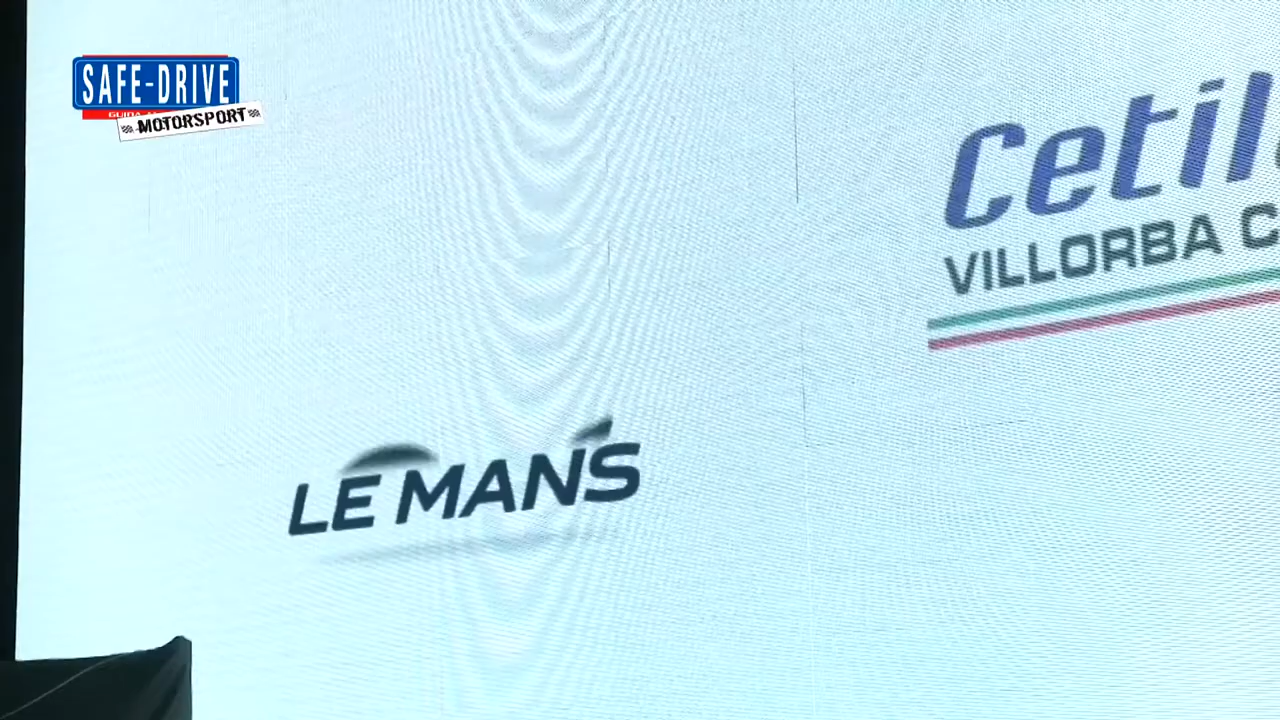 SAFE-DRIVE
MOTORSPORT
Cetil
VILLORBA C
LE MANS